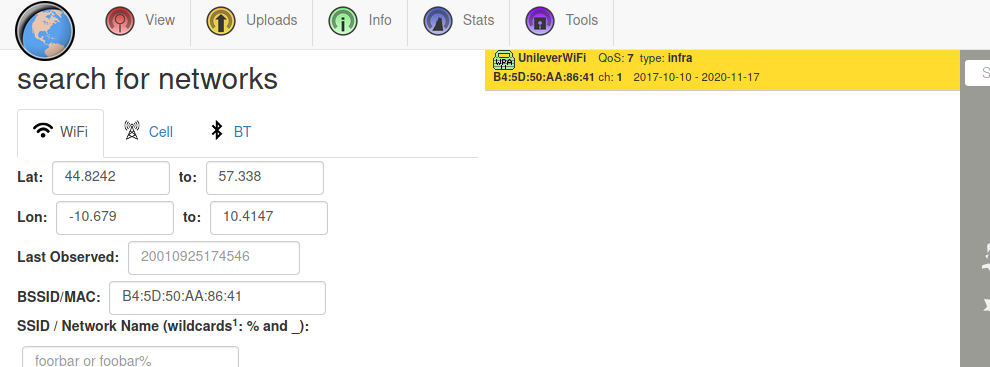 View Uploads Info Stats Tools
search for networks
WiFi Cell BT
Lat: 44.8242 to: 57.338
Lon: -10.679 to: 10.4147
Last Observed: 20010925174546
BSSID/MAC: B4:5D:50:AA:86:41
SSID / Network Name (wildcards¹: % and _):
foorbar or foobar%
WPA UnileverWiFi QoS: 7 type: infra
B4:5D:50:AA:86:41 ch: 1 2017-10-10 - 2020-11-17
S